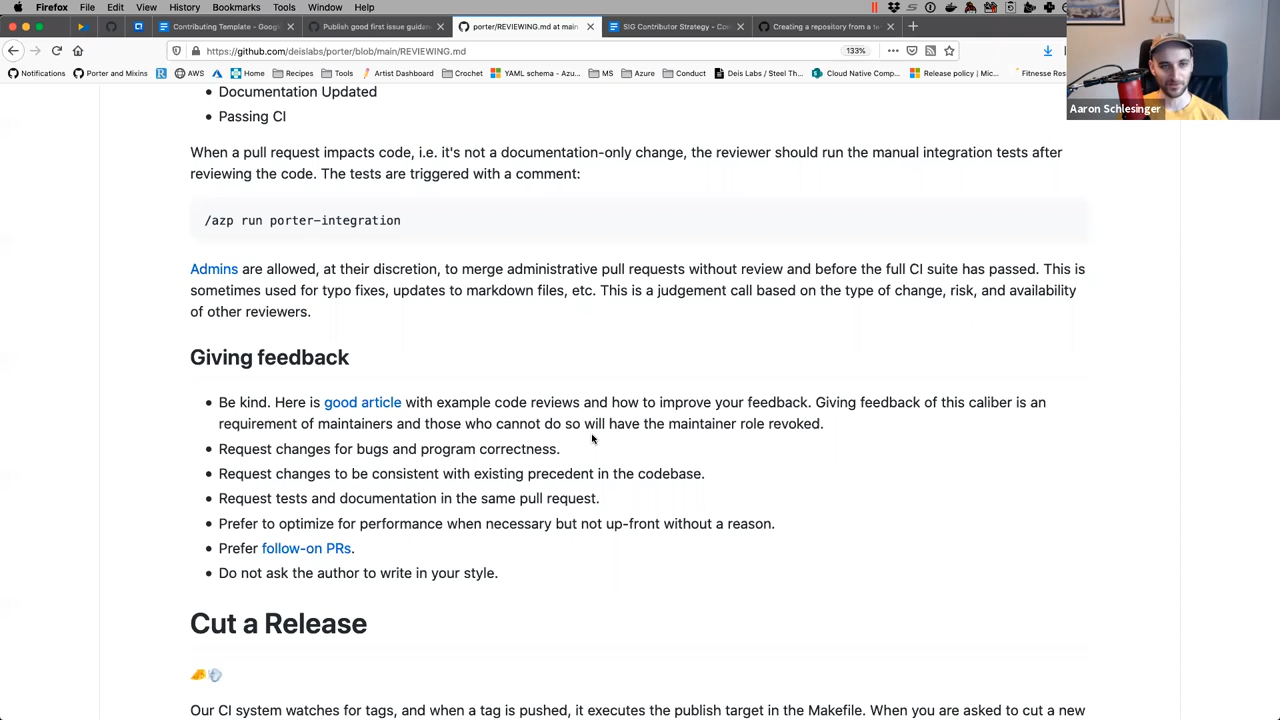 Firefox File Edit View History Bookmarks Tools Window Help
Contributing Template - Googl
Publish good first issue guidanc
porter/REVIEWING.md at main
SIG Contributor Strategy - Con
Creating a repository from a te
https://github.com/deislabs/porter/blob/main/REVIEWING.md
133%
Notifications Porter and Mixins AWS Home Recipes Tools Artist Dashboard Crochet YAML schema - Azu... MS Azure Conduct Deis Labs / Steel Th... Cloud Native Comp... Release policy | Mic... Fitnesse Res
Aaron Schlesinger
Documentation Updated
Passing CI
When a pull request impacts code, i.e. it's not a documentation-only change, the reviewer should run the manual integration tests after
reviewing the code. The tests are triggered with a comment:
/azp run porter-integration
Admins are allowed, at their discretion, to merge administrative pull requests without review and before the full CI suite has passed. This is
sometimes used for typo fixes, updates to markdown files, etc. This is a judgement call based on the type of change, risk, and availability
of other reviewers.
Giving feedback
Be kind. Here is good article with example code reviews and how to improve your feedback. Giving feedback of this caliber is an
requirement of maintainers and those who cannot do so will have the maintainer role revoked.
Request changes for bugs and program correctness.
Request changes to be consistent with existing precedent in the codebase.
Request tests and documentation in the same pull request.
Prefer to optimize for performance when necessary but not up-front without a reason.
Prefer follow-on PRs.
Do not ask the author to write in your style.
Cut a Release
Our CI system watches for tags, and when a tag is pushed, it executes the publish target in the Makefile. When you are asked to cut a new